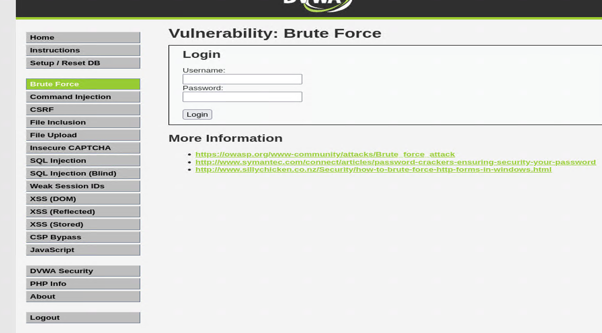 DVWA
Home
Instructions
Setup / Reset DB
Brute Force
Command Injection
CSRF
File Inclusion
File Upload
Insecure CAPTCHA
SQL Injection
SQL Injection (Blind)
Weak Session IDs
XSS (DOM)
XSS (Reflected)
XSS (Stored)
CSP Bypass
JavaScript
DVWA Security
PHP Info
About
Logout
Vulnerability: Brute Force
Login
Username:
Password:
Login
More Information
https://owasp.org/www-community/attacks/Brute_force_attack
http://www.symantec.com/connect/articles/password-crackers-ensuring-security-your-password
http://www.sillychicken.co.nz/Security/how-to-brute-force-http-forms-in-windows.html